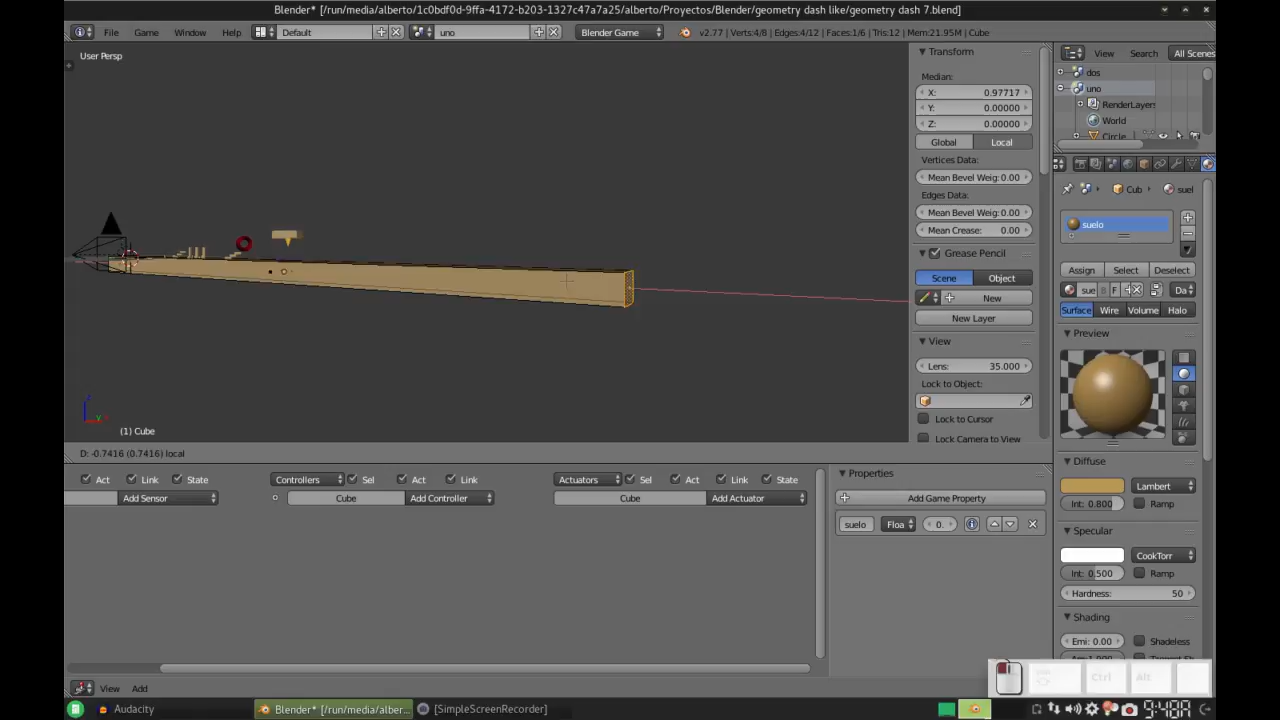 Blender* [/run/media/alberto/1c0bdf0d-9ffa-4172-b203-1327c47a7a25/alberto/Proyectos/Blender/geometry dash like/geometry dash 7.blend]
File Game Window Help Default uno Blender Game v2.77 | Verts:4/8 | Edges:4/12 | Faces:1/6 | Tris:12 | Mem:21.95M | Cube
View Search All Scenes
User Persp
Transform
dos
Median:
uno
X: 0.97717
RenderLayers
Y: 0.00000
World
Z: 0.00000
Circle
Global Local
Vertices Data:
Mean Bevel Weig: 0.00
Cub suel
Edges Data:
Mean Bevel Weig: 0.00
suelo
Mean Crease: 0.00
Grease Pencil
Assign Select Deselect
Scene Object
sue 8 F Da
New
Surface Wire Volume Halo
New Layer
Preview
View
Lens: 35.000
Lock to Object:
Lock to Cursor
Lock Camera to View
z
y
(1) Cube
D: -0.7416 (0.7416) local
Diffuse
Act Link State Controllers Sel Act Link Actuators Sel Act Link State
Properties
Lambert
Add Sensor Cube Add Controller Cube Add Actuator
Add Game Property
Int: 0.800 Ramp
suelo Floa 0.
Specular
CookTorr
Int: 0.500 Ramp
Hardness: 50
Shading
Emi: 0.00 Shadeless
Ctrl Alt
View Add
Audacity Blender* [/run/media/alber... [SimpleScreenRecorder] 9:48